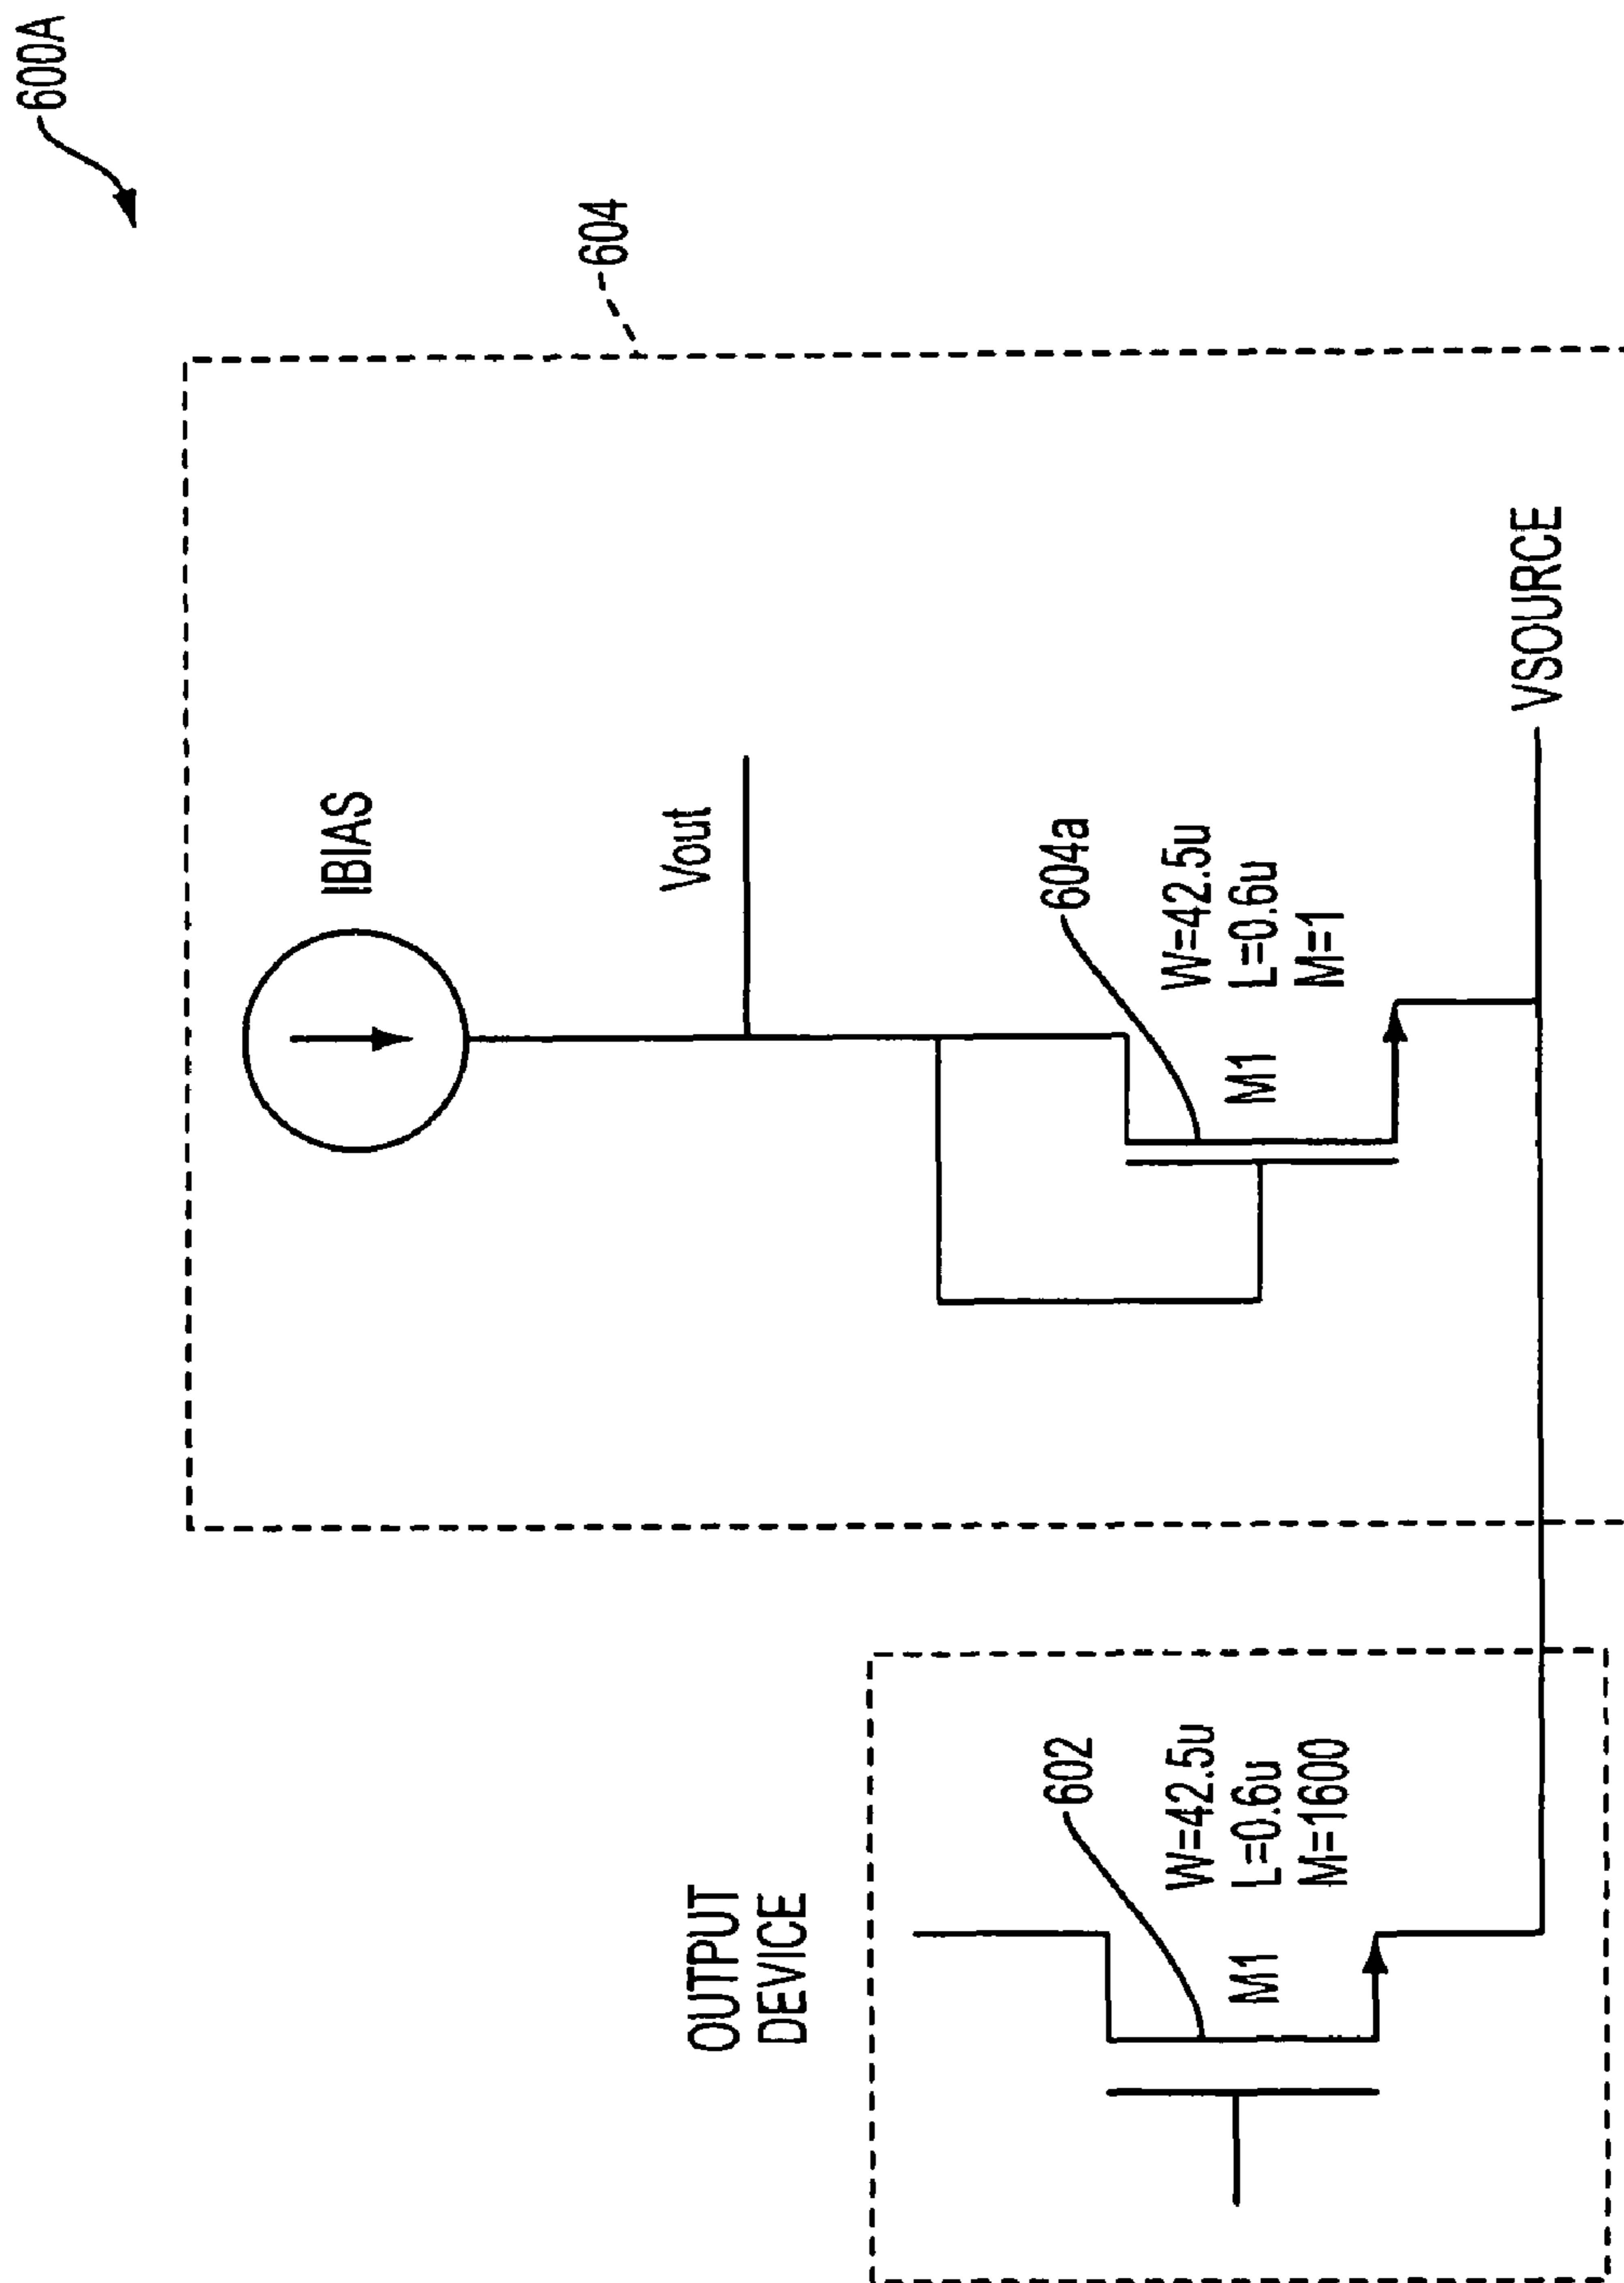 600A
604
IBIAS
Vout
604a
W=42.5u
L=0.6u
M=1
M1
VSOURCE
OUTPUT
DEVICE
602
W=42.5u
L=0.6u
M=1600
M1